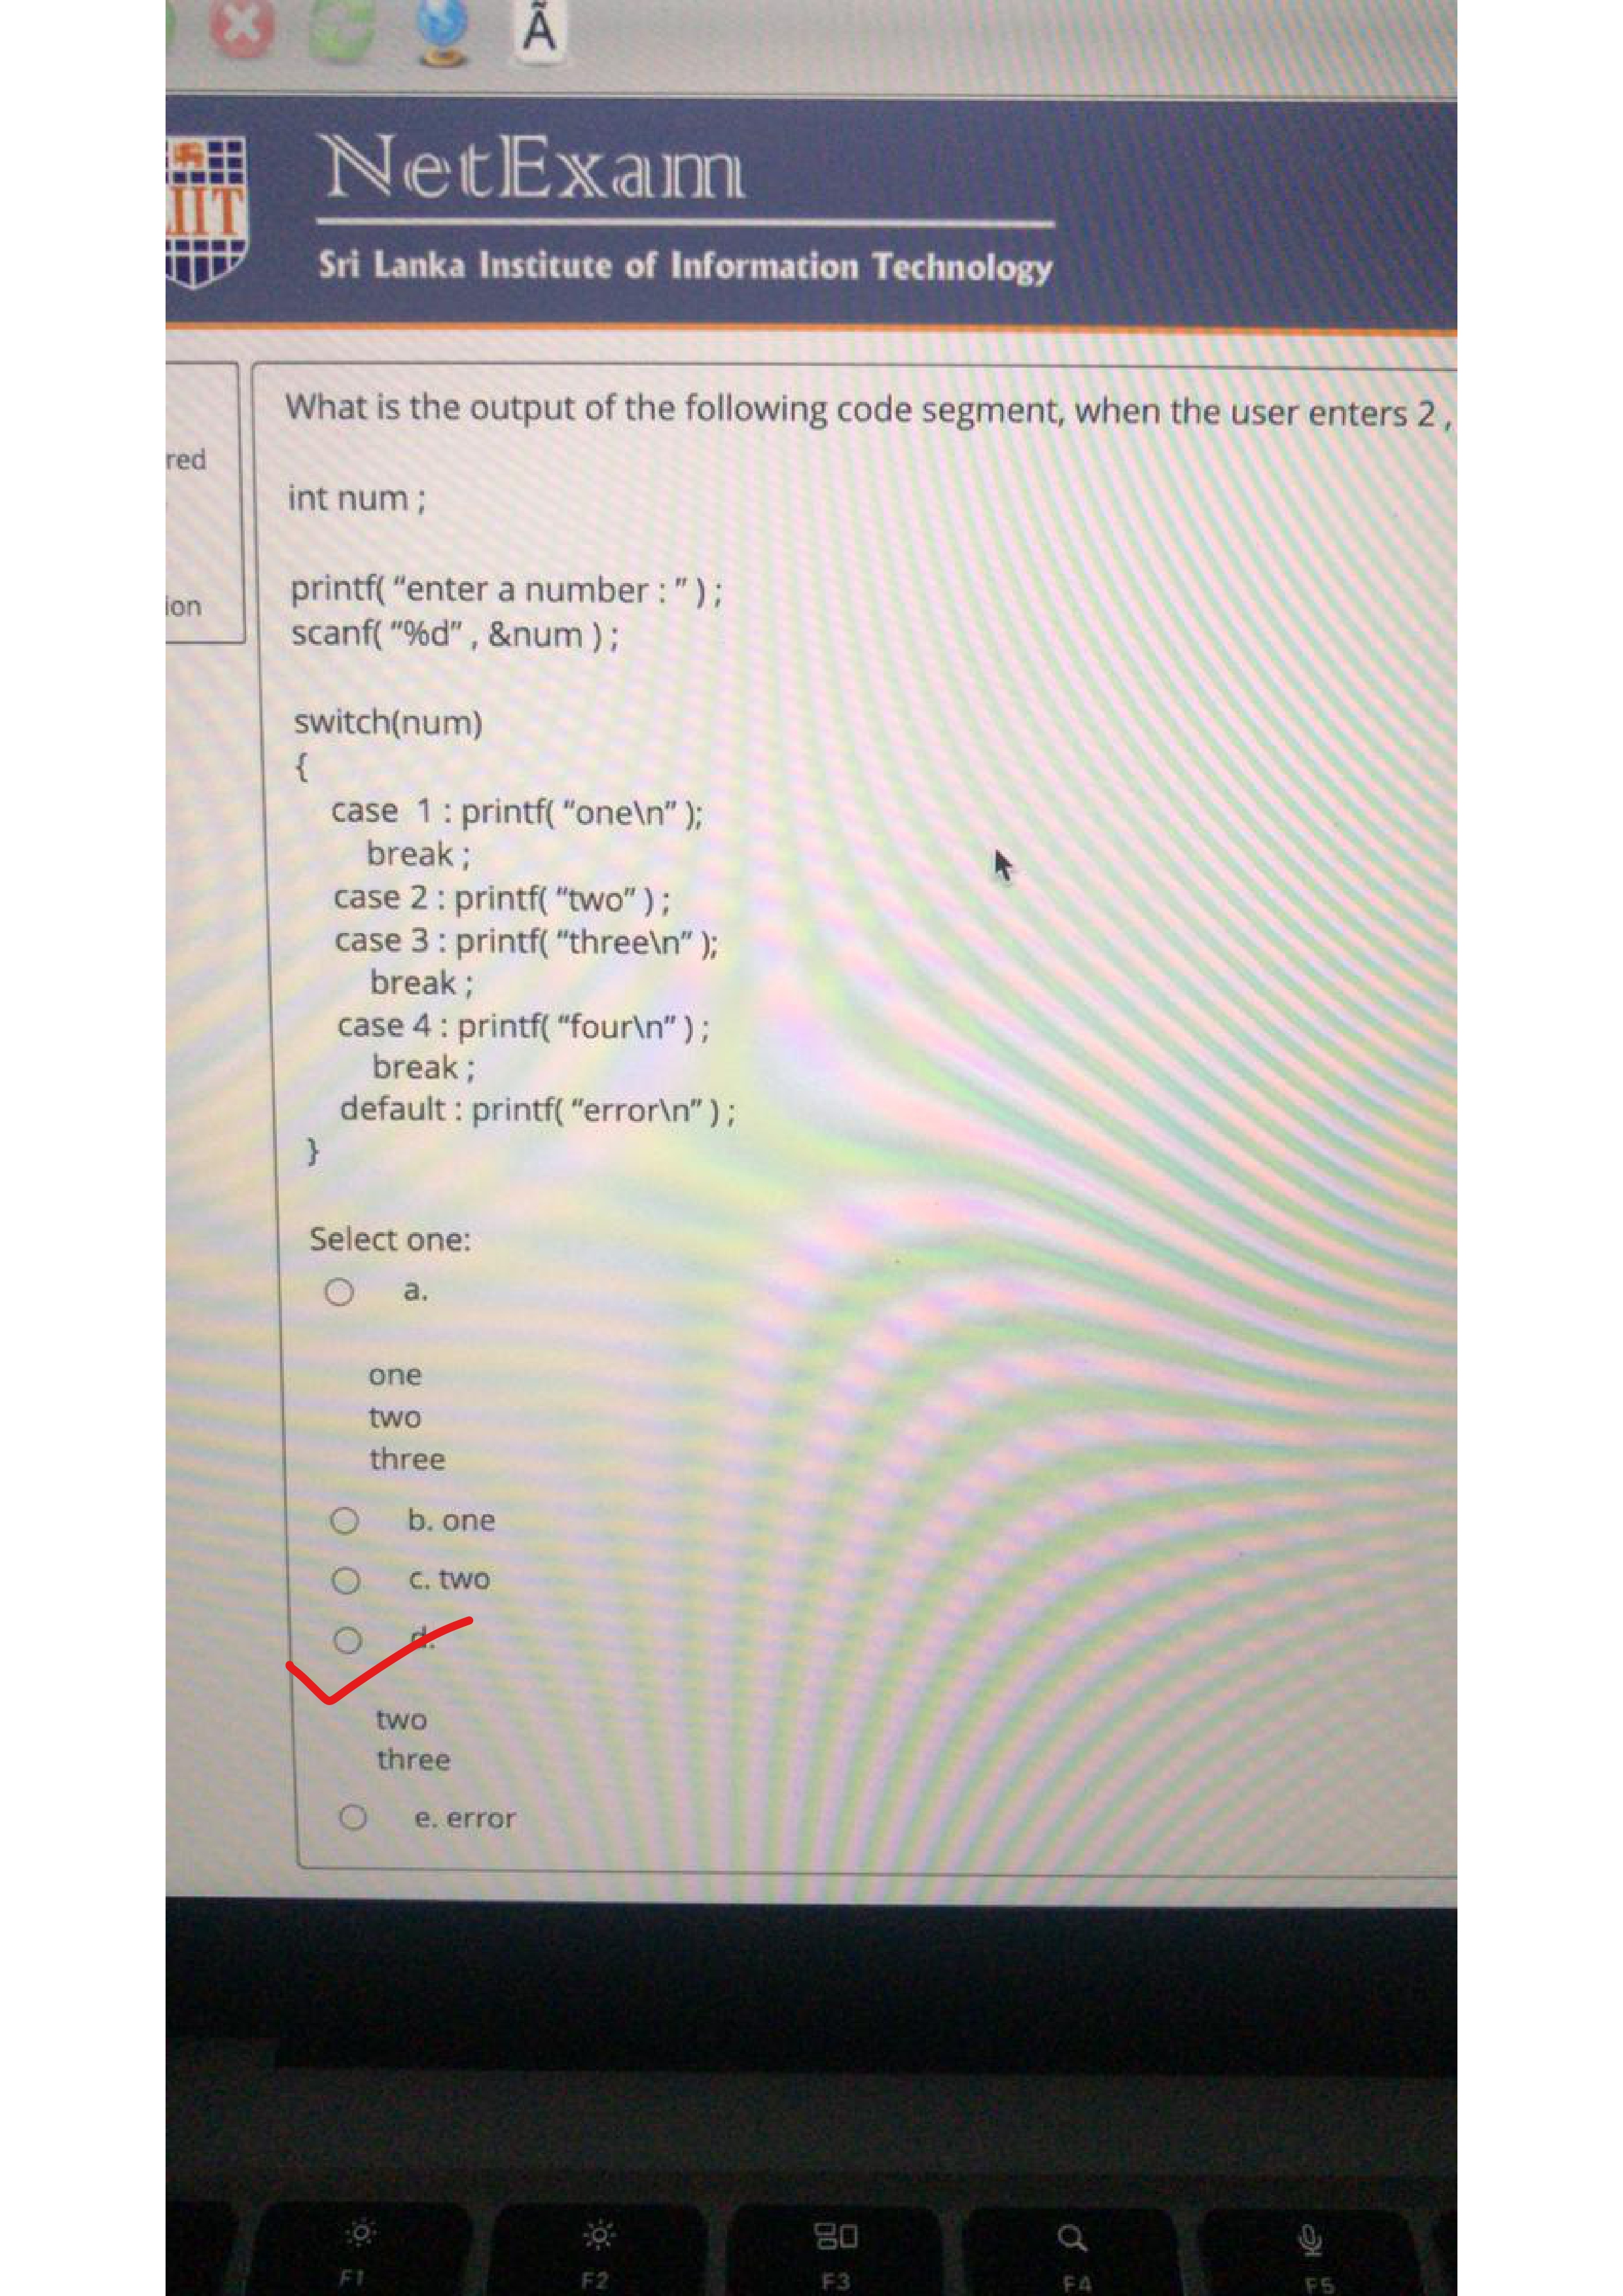 Ã
IIT
NetExam
Sri Lanka Institute of Information Technology
What is the output of the following code segment, when the user enters 2 ,
red
int num ;
printf( “enter a number : ” ) ;
ion
scanf( ”%d” , &num ) ;
switch(num)
{
case 1 : printf( “one\n” );
break ;
case 2 : printf( “two” ) ;
case 3 : printf( “three\n” );
break ;
case 4 : printf( “four\n” ) ;
break ;
default : printf( “error\n” ) ;
}
Select one:
a.
one
two
three
b. one
c. two
d.
two
three
e. error
F1 F2 F3 F4 F5